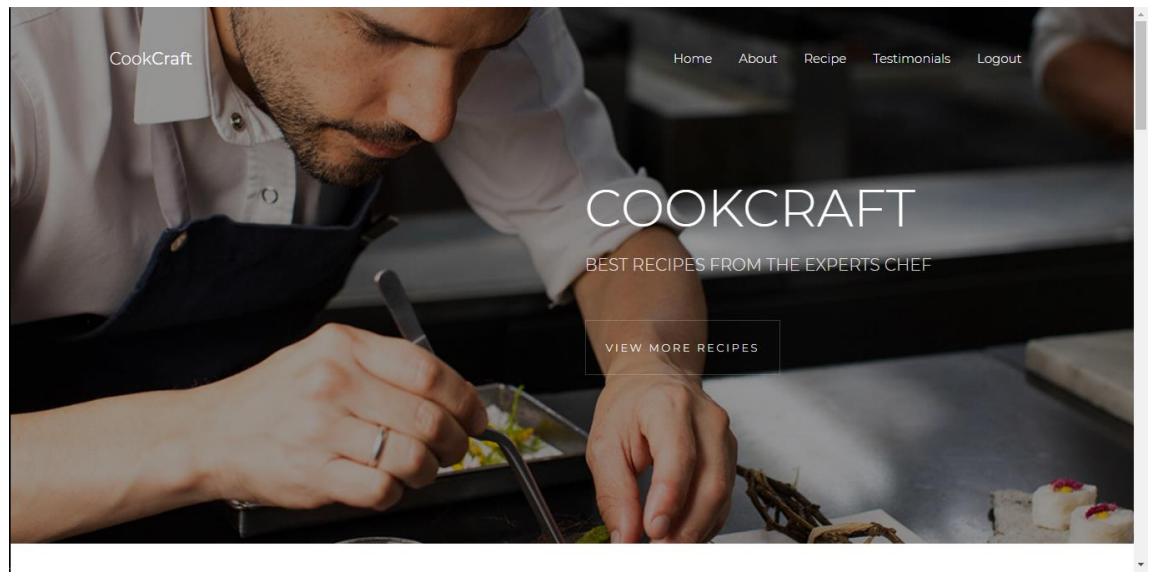 CookCraft
Home About Recipe Testimonials Logout
COOKCRAFT
BEST RECIPES FROM THE EXPERTS CHEF
VIEW MORE RECIPES